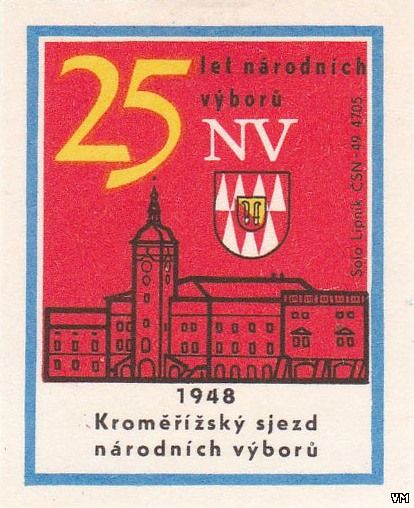 25 let národních
výborů
NV
Solo Lipník ČSN - 49 4705
1948
Kroměřížský sjezd
národních výborů
VM